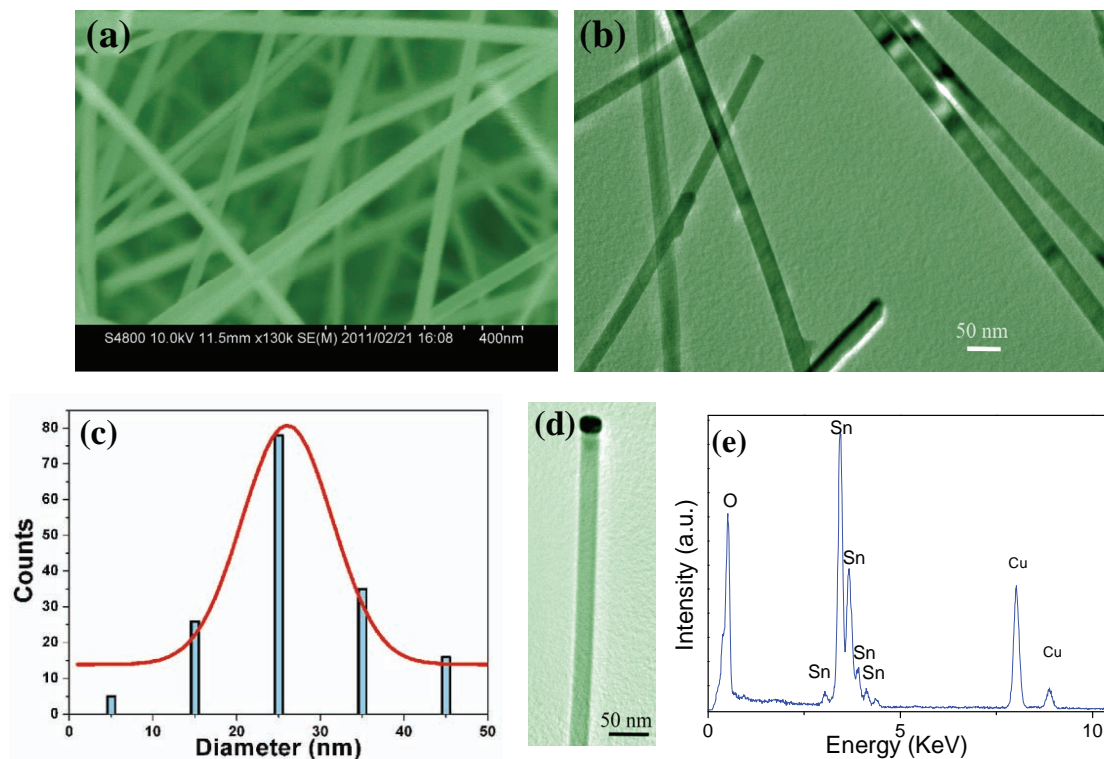 (a)
S4800 10.0kV 11.5mm x130k SE(M) 2011/02/21 16:08 400nm
(b)
50 nm
(c)
Counts
80
70
60
50
40
30
20
10
0
0 10 20 30 40 50
Diameter (nm)
(d)
50 nm
(e)
Intensity (a.u.)
O
Sn
Sn
Sn
Sn
Sn
Cu
Cu
0 5 10
Energy (KeV)